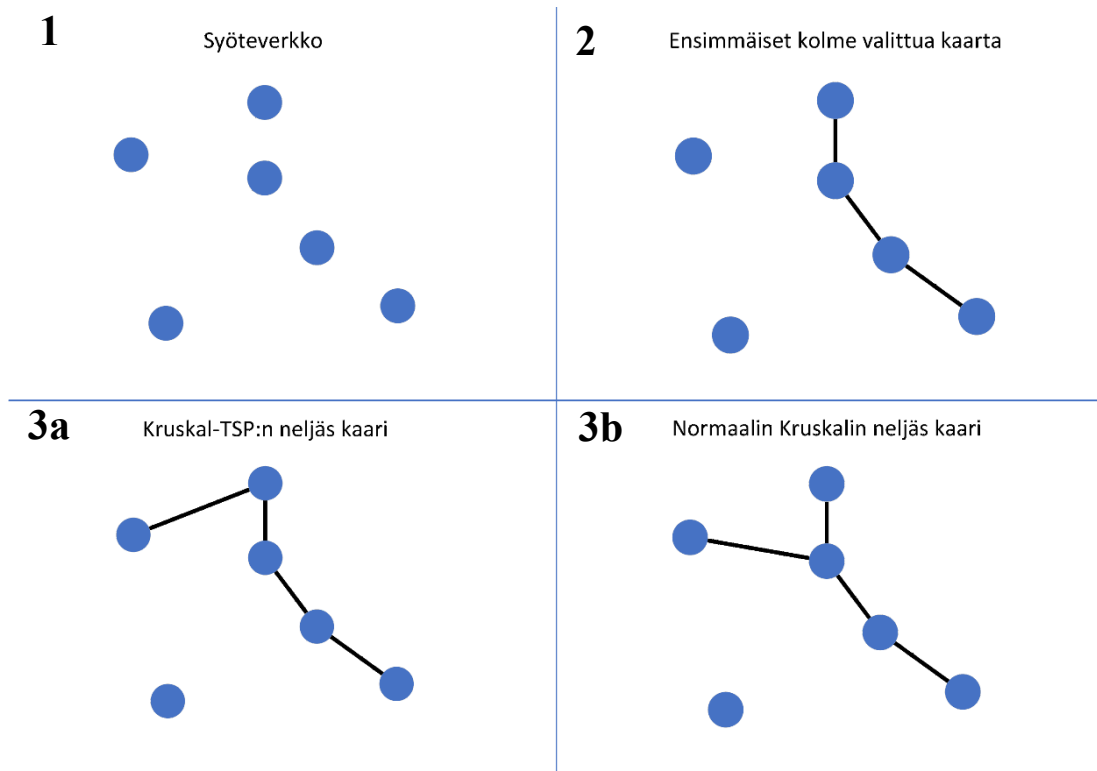 1
Syöteverkko
2
Ensimmäiset kolme valittua kaarta
3a
Kruskal-TSP:n neljäs kaari
3b
Normaalin Kruskalin neljäs kaari